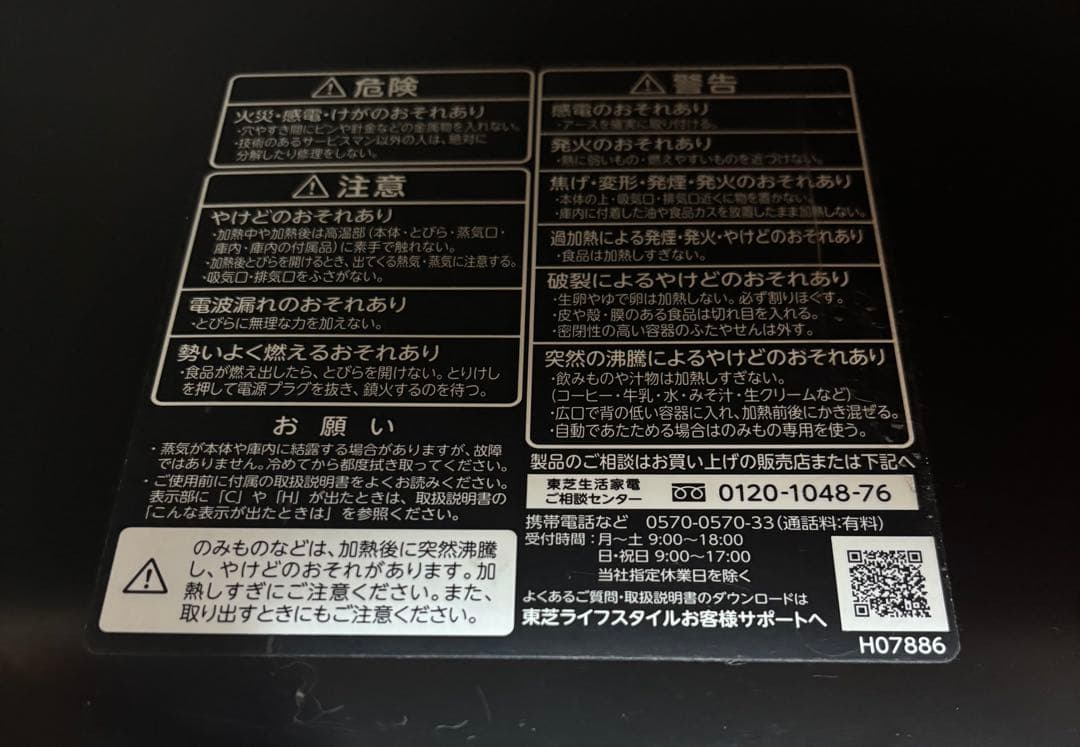 ⚠危険
火災・感電・けがのおそれあり
・穴やすき間にピンや針金などの金属物を入れない。
・技術のあるサービスマン以外の人は、絶対に
分解したり修理をしない。
⚠注意
やけどのおそれあり
・加熱中や加熱後は高温部(本体・とびら・蒸気口・
庫内・庫内の付属品)に素手で触れない。
・加熱後とびらを開けるとき、出てくる熱気・蒸気に注意する。
・吸気口・排気口をふさがない。
電波漏れのおそれあり
・とびらに無理な力を加えない。
勢いよく燃えるおそれあり
・食品が燃え出したら、とびらを開けない。とりけし
を押して電源プラグを抜き、鎮火するのを待つ。
お願い
・蒸気が本体や庫内に結露する場合がありますが、故障
ではありません。冷めてから都度拭き取ってください。
・ご使用前に付属の取扱説明書をよくお読みください。
表示部に「C」や「H」が出たときは、取扱説明書の
「こんな表示が出たときは」を参照ください。
⚠のみものなどは、加熱後に突然沸騰
し、やけどのおそれがあります。加
熱しすぎにご注意ください。また、
取り出すときにもご注意ください。
⚠警告
感電のおそれあり
・アースを確実に取り付ける。
発火のおそれあり
・熱に弱いもの・燃えやすいものを近づけない。
焦げ・変形・発煙・発火のおそれあり
・本体の上・吸気口・排気口近くに物を置かない。
・庫内に付着した油や食品カスを放置したまま加熱しない。
過加熱による発煙・発火・やけどのおそれあり
・食品は加熱しすぎない。
破裂によるやけどのおそれあり
・生卵やゆで卵は加熱しない。必ず割りほぐす。
・皮や殻・膜のある食品は切れ目を入れる。
・密閉性の高い容器のふたやせんは外す。
突然の沸騰によるやけどのおそれあり
・飲みものや汁物は加熱しすぎない。
(コーヒー・牛乳・水・みそ汁・生クリームなど)
・広口で背の低い容器に入れ、加熱前後にかき混ぜる。
・自動であたためる場合はのみもの専用を使う。
製品のご相談はお買い上げの販売店または下記へ
東芝生活家電
ご相談センター 0120-1048-76
携帯電話など 0570-0570-33(通話料:有料)
受付時間:月〜土 9:00〜18:00
日・祝日 9:00〜17:00
当社指定休業日を除く
よくあるご質問・取扱説明書のダウンロードは
東芝ライフスタイルお客様サポートへ
H07886